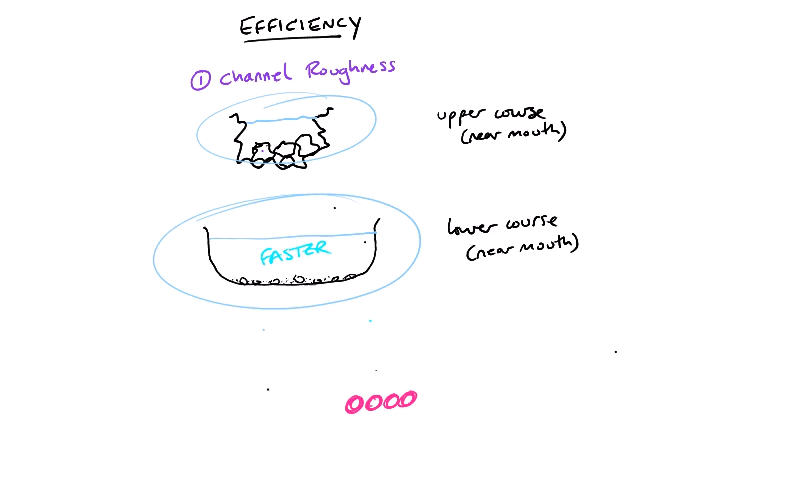 EFFICIENCY
① Channel Roughness
upper course
(near mouth)
lower course
(near mouth)
FASTER